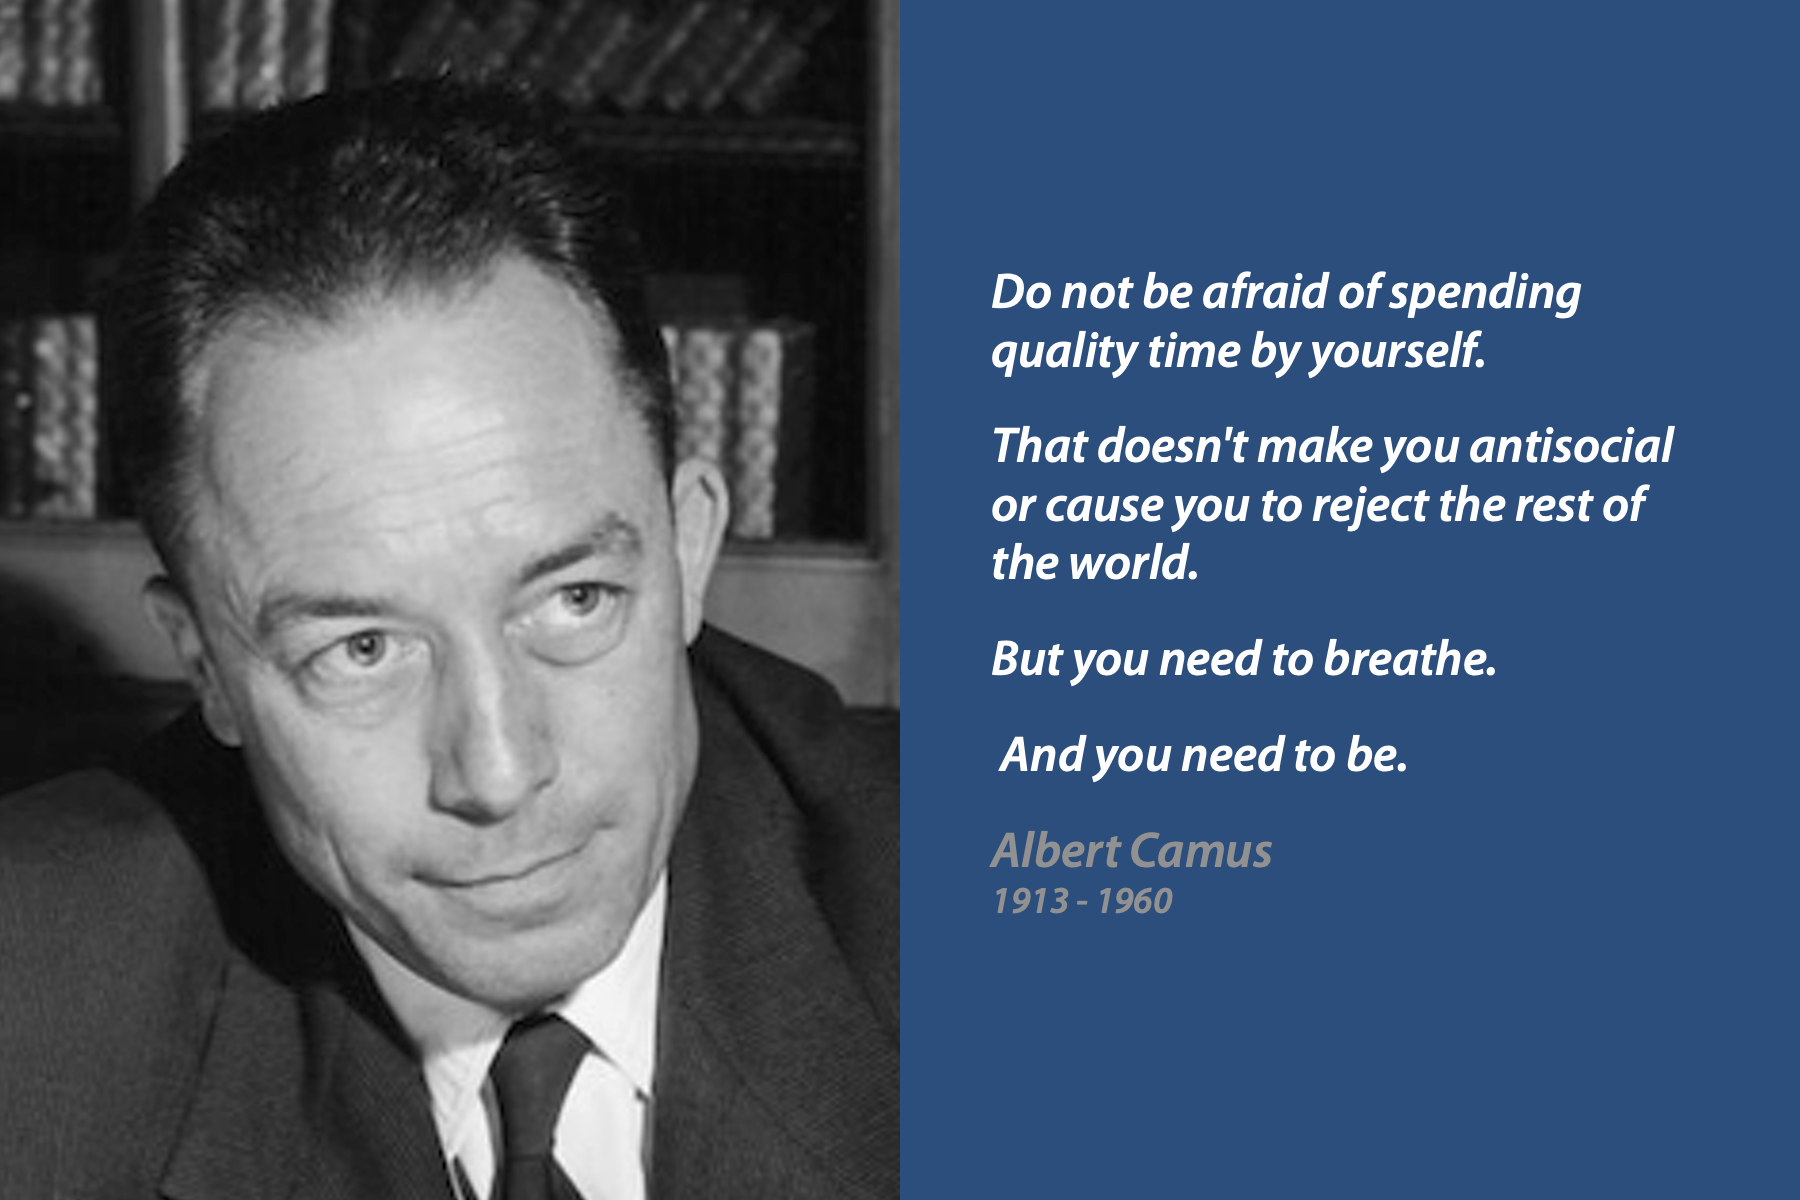 Do not be afraid of spending
quality time by yourself.
That doesn't make you antisocial
or cause you to reject the rest of
the world.
But you need to breathe.
And you need to be.
Albert Camus
1913 - 1960